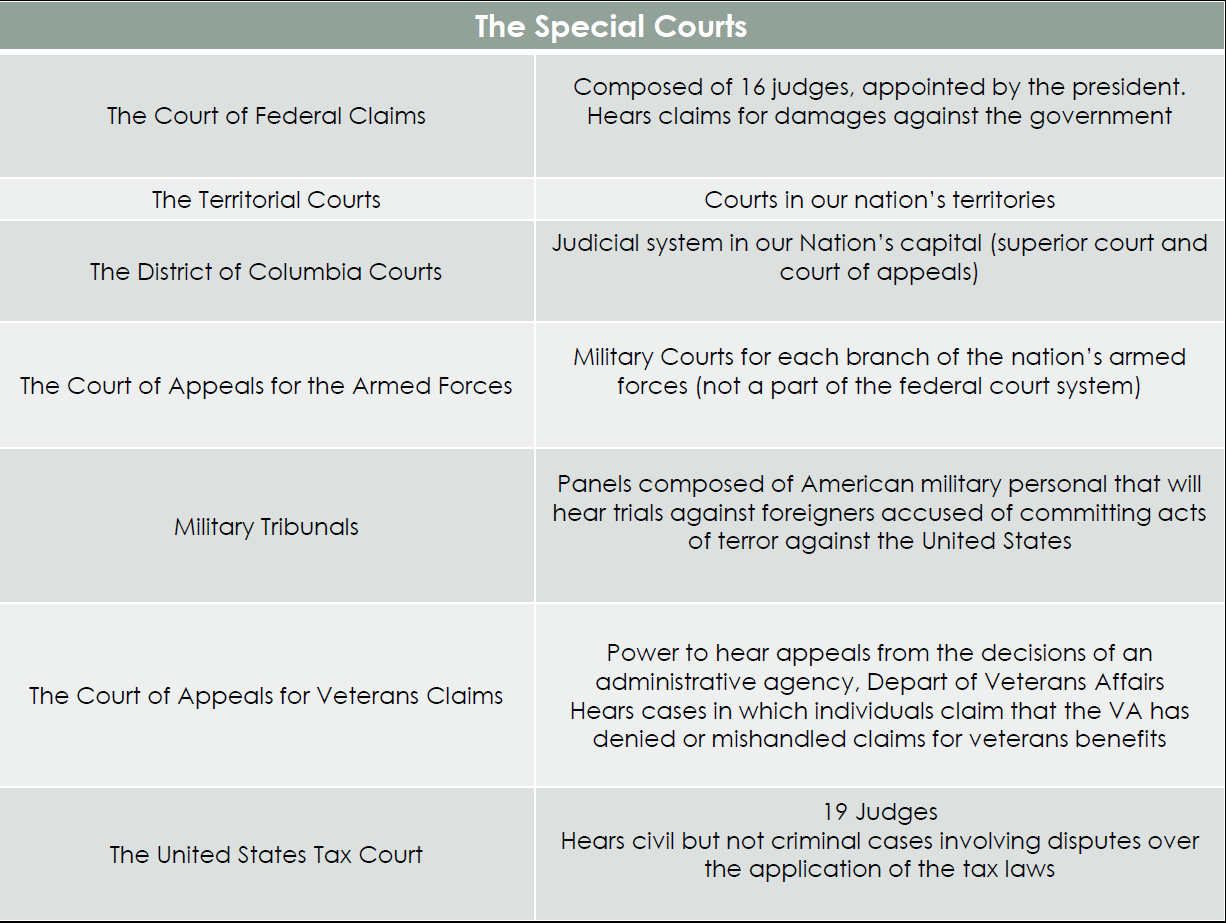 The Special Courts
The Court of Federal Claims
Composed of 16 judges, appointed by the president.
Hears claims for damages against the government
The Territorial Courts
Courts in our nation’s territories
The District of Columbia Courts
Judicial system in our Nation’s capital (superior court and
court of appeals)
The Court of Appeals for the Armed Forces
Military Courts for each branch of the nation’s armed
forces (not a part of the federal court system)
Military Tribunals
Panels composed of American military personal that will
hear trials against foreigners accused of committing acts
of terror against the United States
The Court of Appeals for Veterans Claims
Power to hear appeals from the decisions of an
administrative agency, Depart of Veterans Affairs
Hears cases in which individuals claim that the VA has
denied or mishandled claims for veterans benefits
The United States Tax Court
19 Judges
Hears civil but not criminal cases involving disputes over
the application of the tax laws